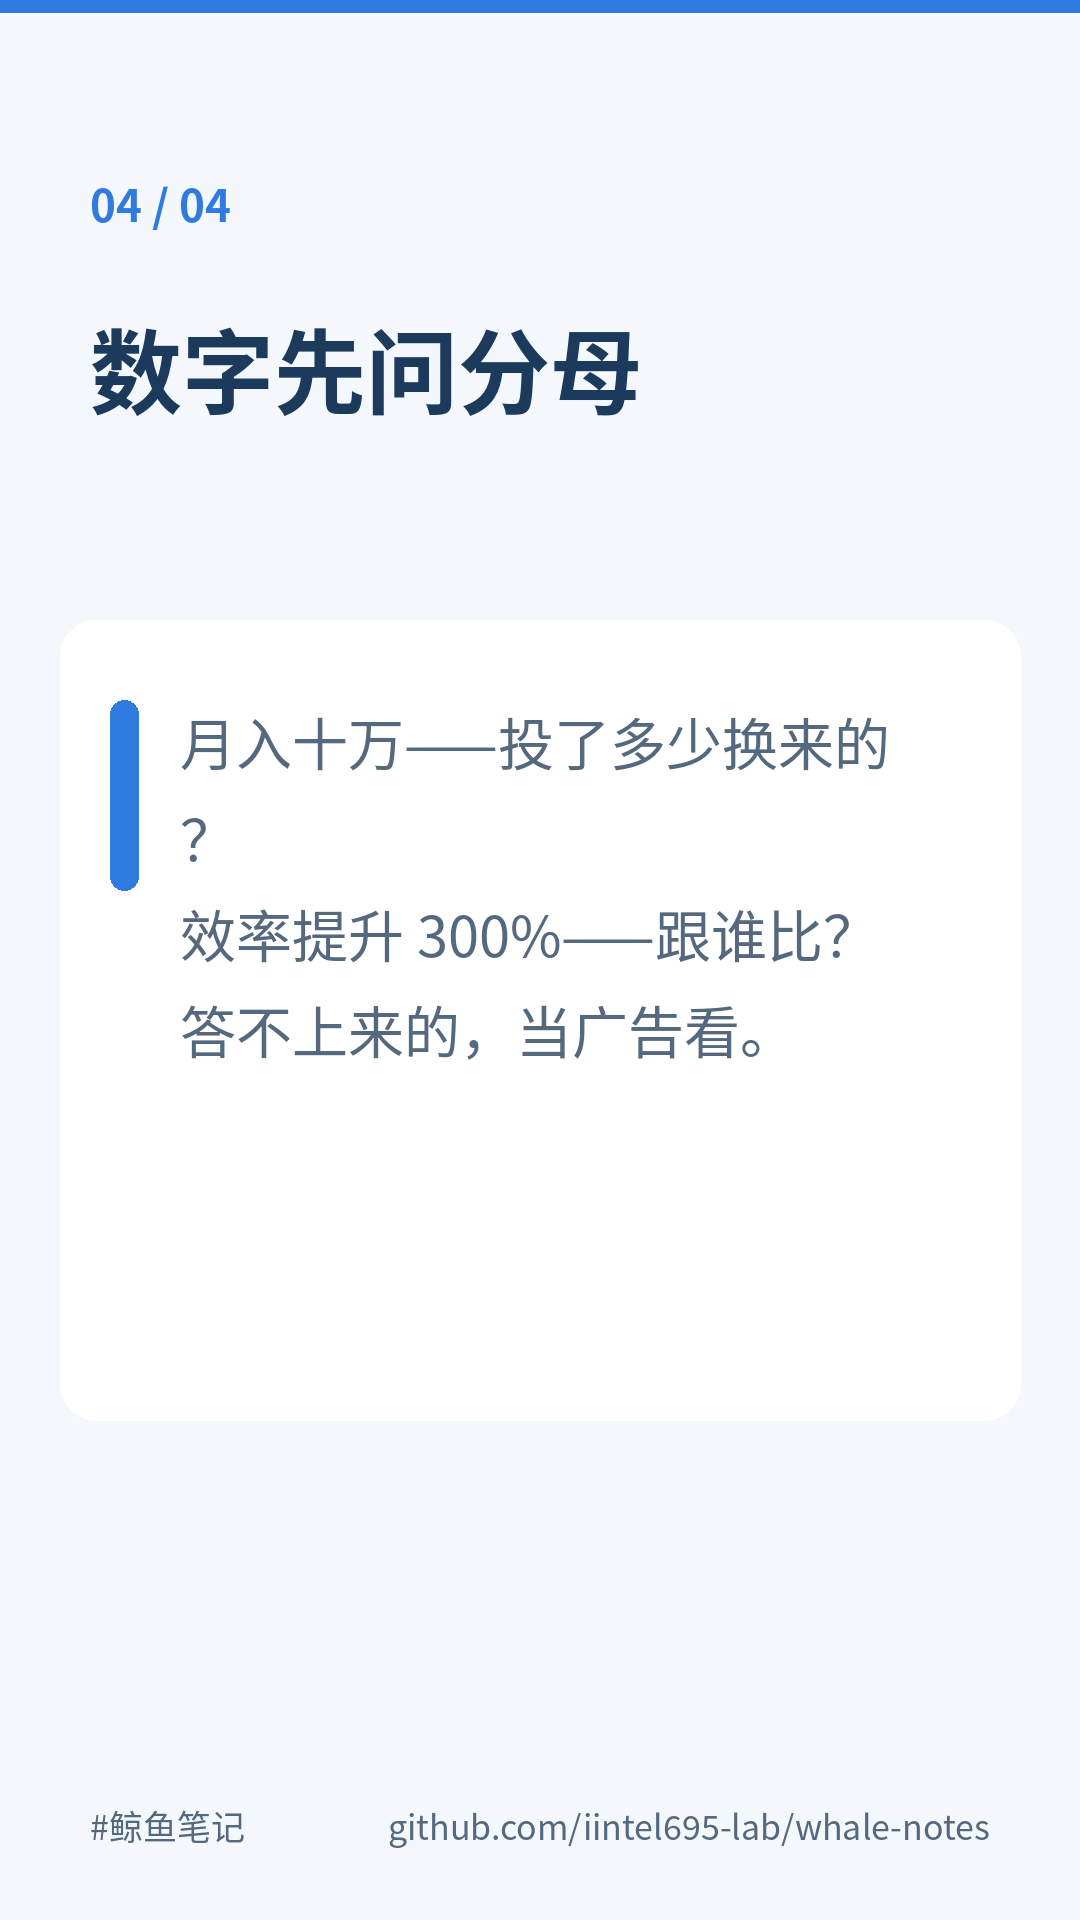 04 / 04
数字先问分母
月入十万——投了多少换来的
？
效率提升 300%——跟谁比？
答不上来的，当广告看。
#鲸鱼笔记
github.com/iintel695-lab/whale-notes